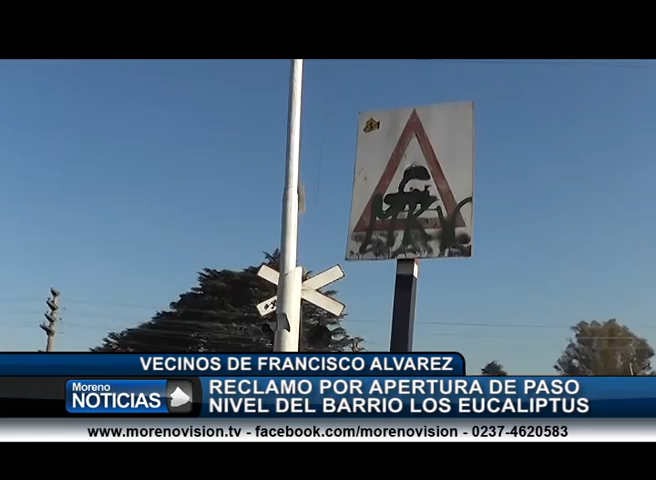 VECINOS DE FRANCISCO ALVAREZ
Moreno
NOTICIAS
RECLAMO POR APERTURA DE PASO
NIVEL DEL BARRIO LOS EUCALIPTUS
www.morenovision.tv - facebook.com/morenovision - 0237-4620583